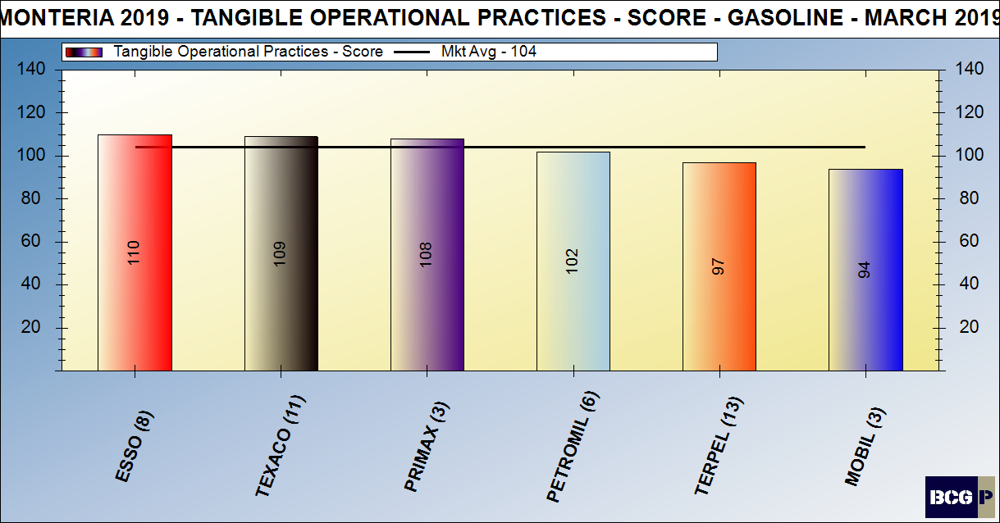 MONTERIA 2019 - TANGIBLE OPERATIONAL PRACTICES - SCORE - GASOLINE - MARCH 2019
Tangible Operational Practices - Score Mkt Avg - 104
140 140
120 120
100 100
80 80
60 60
40 40
20 20
110 109 108 102 97 94
ESSO (8) TEXACO (11) PRIMAX (3) PETROMIL (6) TERPEL (13) MOBIL (3)
BCG P